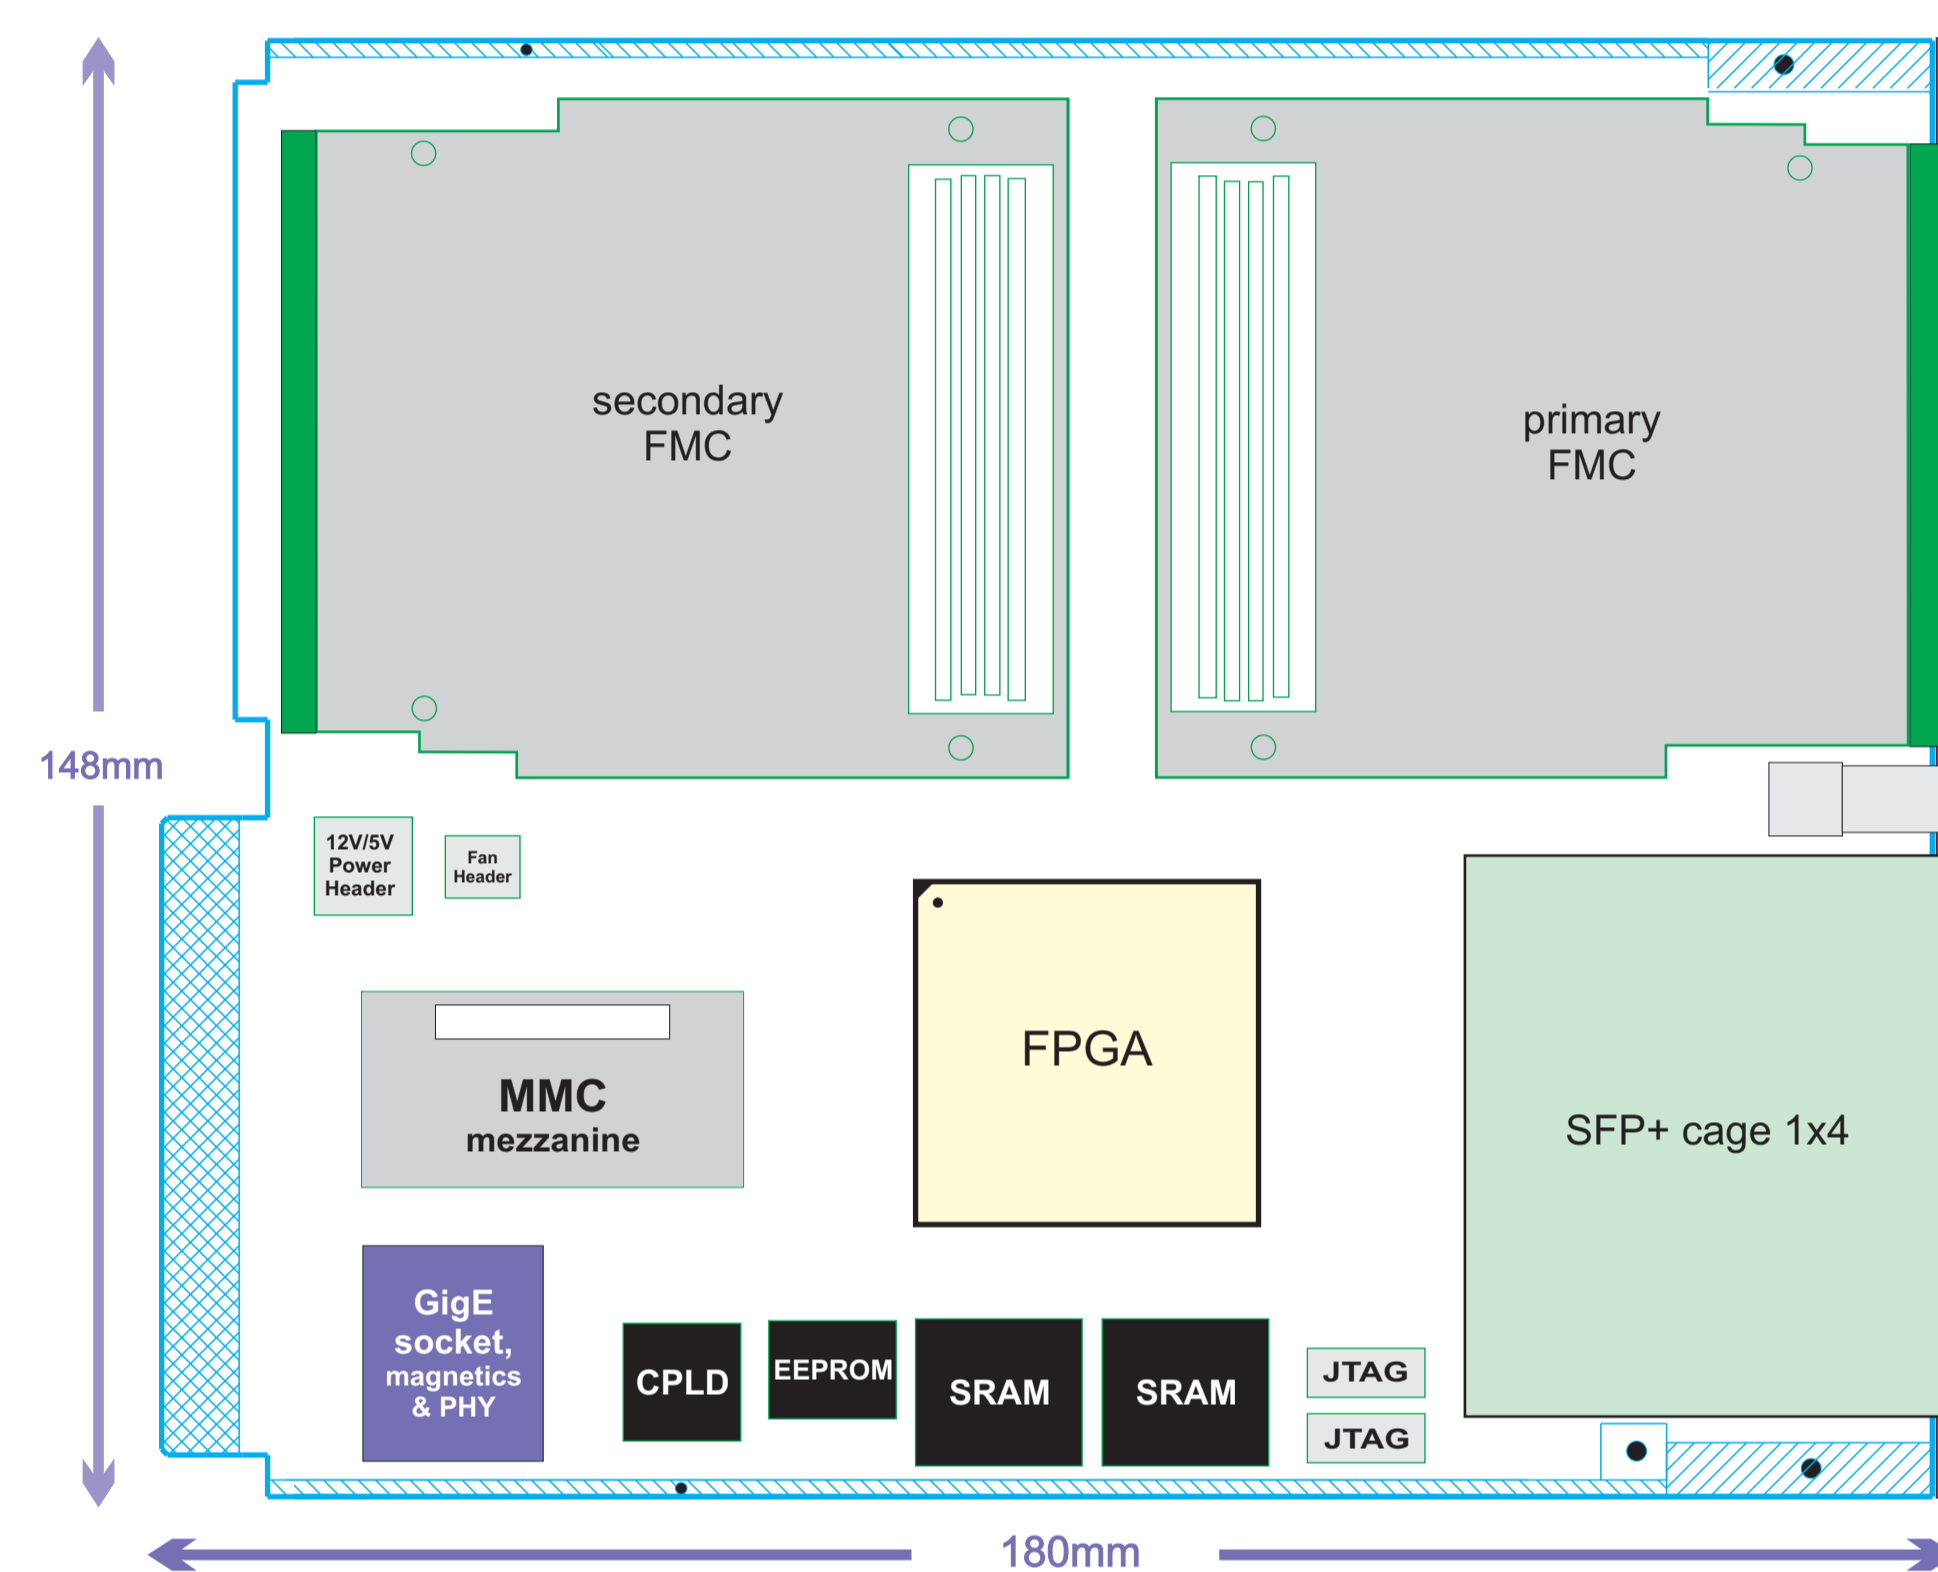 secondary
FMC
primary
FMC
148mm
12V/5V
Power
Header
Fan
Header
FPGA
MMC
mezzanine
SFP+ cage 1x4
GigE
socket,
magnetics
& PHY
CPLD
EEPROM
SRAM
SRAM
JTAG
JTAG
180mm